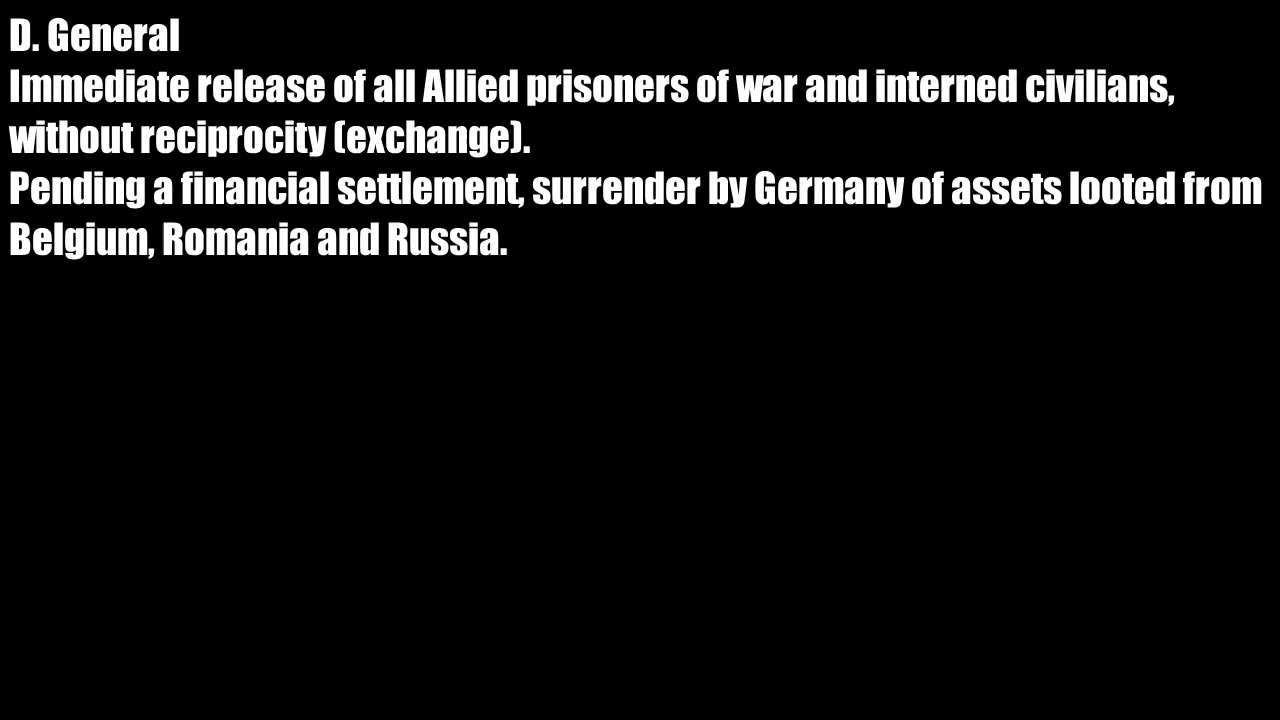 D. General
Immediate release of all Allied prisoners of war and interned civilians,
without reciprocity (exchange).
Pending a financial settlement, surrender by Germany of assets looted from
Belgium, Romania and Russia.